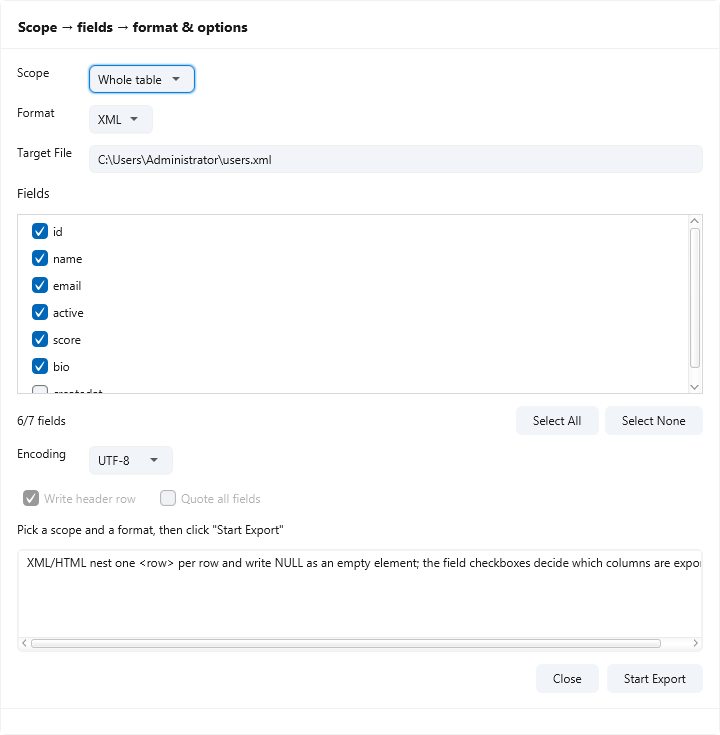 Scope → fields → format & options
Scope
Whole table
Format
XML
Target File
C:\Users\Administrator\users.xml
Fields
id
name
email
active
score
bio
6/7 fields
Select All
Select None
Encoding
UTF-8
Write header row
Quote all fields
Pick a scope and a format, then click "Start Export"
XML/HTML nest one <row> per row and write NULL as an empty element; the field checkboxes decide which columns are
Close
Start Export